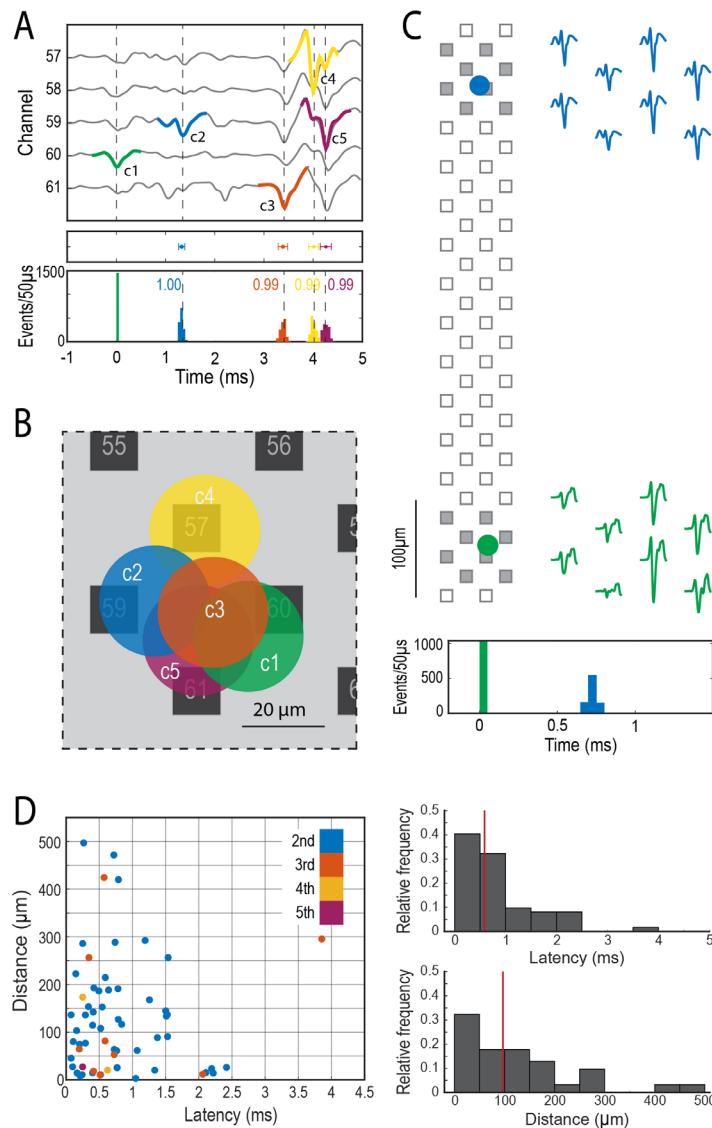 A
Channel
57
58
59
60
61
c1
c2
c3
c4
c5
Events/50µs
1500
0
1.00
0.99
0.99
0.99
-1 0 1 2 3 4 5
Time (ms)
B
55
56
c4
57
5
c2
59
c3
60
c1
c5
61
6
20 µm
C
100µm
Events/50µs
1000
500
0
0 0.5 1
Time (ms)
D
Distance (µm)
500
400
300
200
100
0
2nd
3rd
4th
5th
0 0.5 1 1.5 2 2.5 3 3.5 4 4.5
Latency (ms)
Relative frequency
0.5
0.4
0.3
0.2
0.1
0
0 1 2 3 4 5
Latency (ms)
Relative frequency
0.5
0.4
0.3
0.2
0.1
0
0 100 200 300 400 500
Distance (µm)